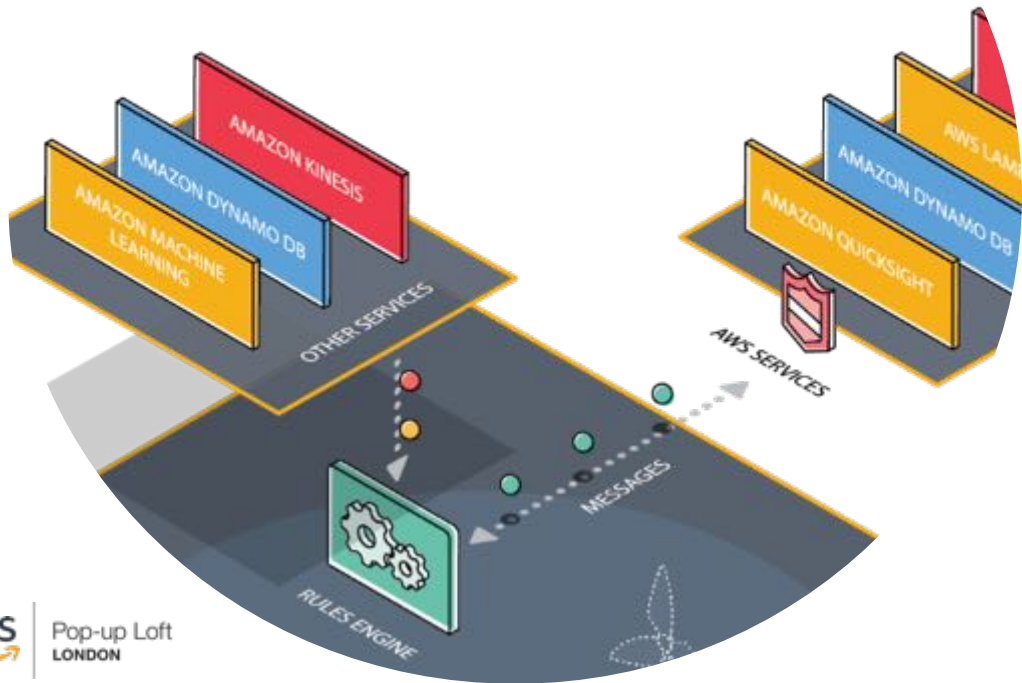 AMAZON KINESIS
AMAZON DYNAMO DB
AMAZON MACHINE
LEARNING
OTHER SERVICES
AMAZON DYNAMO DB
AMAZON QUICKSIGHT
AWS SERVICES
MESSAGES
RULES ENGINE
Pop-up Loft
LONDON